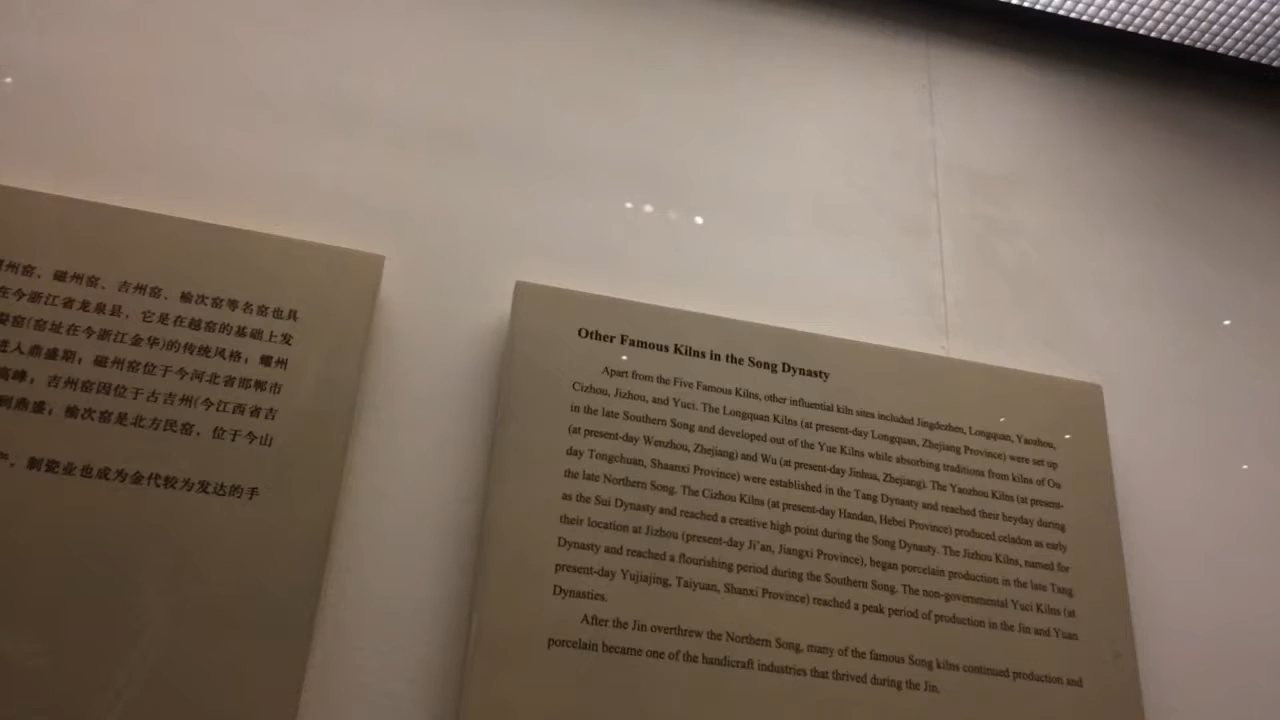 州窑、磁州窑、吉州窑、榆次窑等名窑也具
在今浙江省龙泉县，它是在越窑的基础上发
婺窑(窑址在今浙江金华)的传统风格；耀州
进入鼎盛期；磁州窑位于今河北省邯郸市
高峰；吉州窑因位于古吉州(今江西省吉
到鼎盛；榆次窑是北方民窑，位于今山
，制瓷业也成为金代较为发达的手
Other Famous Kilns in the Song Dynasty
Apart from the Five Famous Kilns, other influential kiln sites included Jingdezhen, Longquan, Yaozhou,
Cizhou, Jizhou, and Yuci. The Longquan Kilns (at present-day Longquan, Zhejiang Province) were set up
in the late Southern Song and developed out of the Yue Kilns while absorbing traditions from kilns of Ou
(at present-day Wenzhou, Zhejiang) and Wu (at present-day Jinhua, Zhejiang). The Yaozhou Kilns (at present-
day Tongchuan, Shaanxi Province) were established in the Tang Dynasty and reached their heyday during
the late Northern Song. The Cizhou Kilns (at present-day Handan, Hebei Province) produced celadon as early
as the Sui Dynasty and reached a creative high point during the Song Dynasty. The Jizhou Kilns, named for
their location at Jizhou (present-day Ji'an, Jiangxi Province), began porcelain production in the late Tang
Dynasty and reached a flourishing period during the Southern Song. The non-governmental Yuci Kilns (at
present-day Yujiajing, Taiyuan, Shanxi Province) reached a peak period of production in the Jin and Yuan
Dynasties.
After the Jin overthrew the Northern Song, many of the famous Song kilns continued production and
porcelain became one of the handicraft industries that thrived during the Jin.